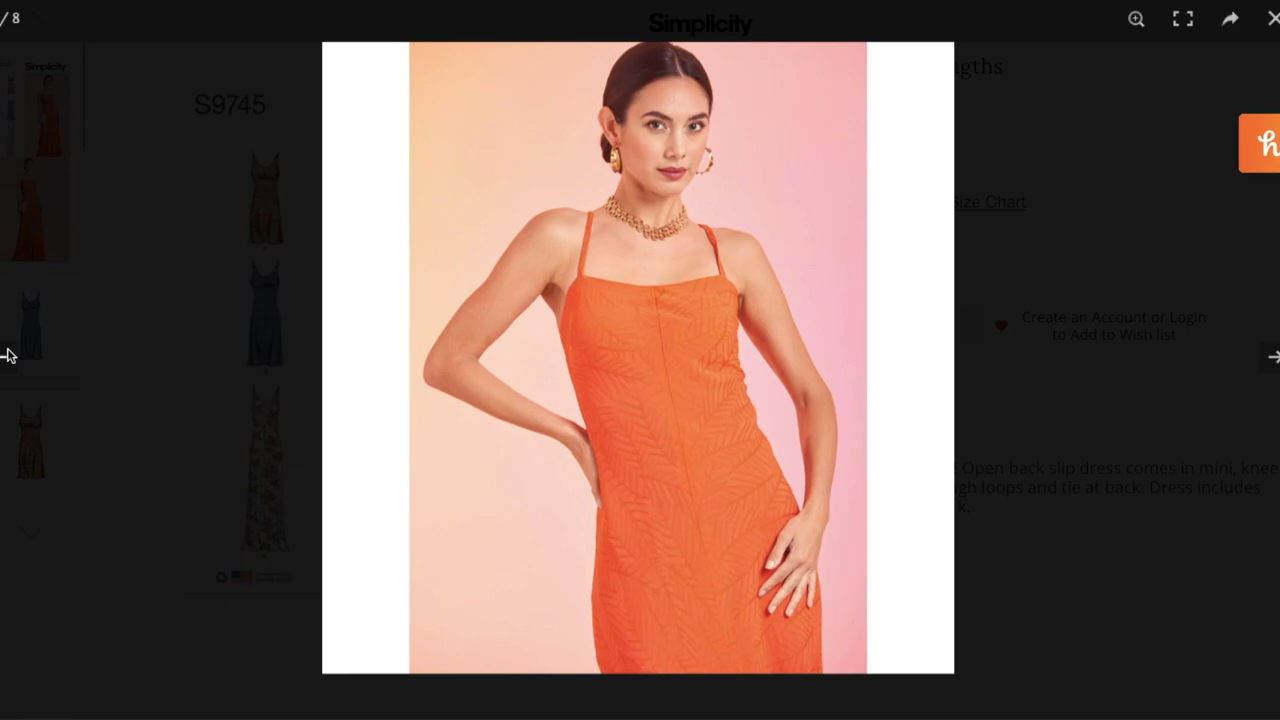 / 8
Simplicity
Simplicity
ngths
S9745
Size Chart
Create an Account or Login
to Add to Wish list
Open back slip dress comes in mini, knee
gh loops and tie at back. Dress includes
k.